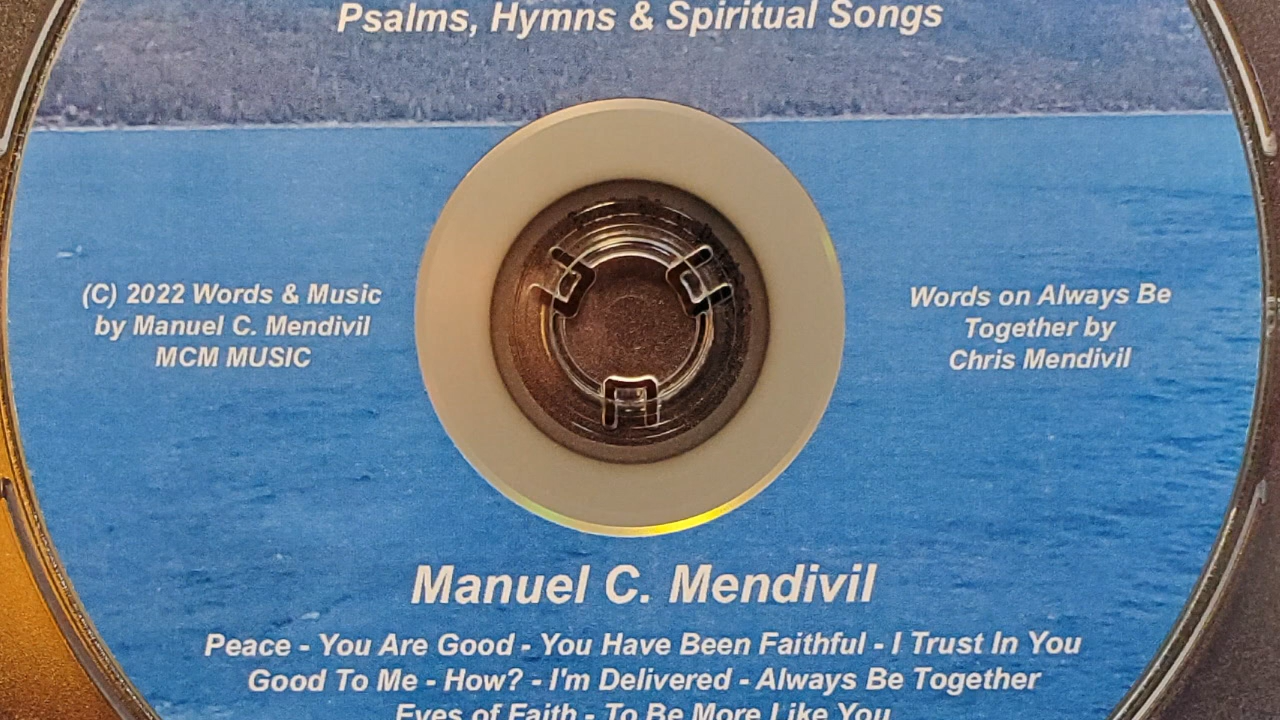 Psalms, Hymns & Spiritual Songs
(C) 2022 Words & Music
by Manuel C. Mendivil
MCM MUSIC
Words on Always Be
Together by
Chris Mendivil
Manuel C. Mendivil
Peace - You Are Good - You Have Been Faithful - I Trust In You
Good To Me - How? - I'm Delivered - Always Be Together
Eyes of Faith - To Be More Like You